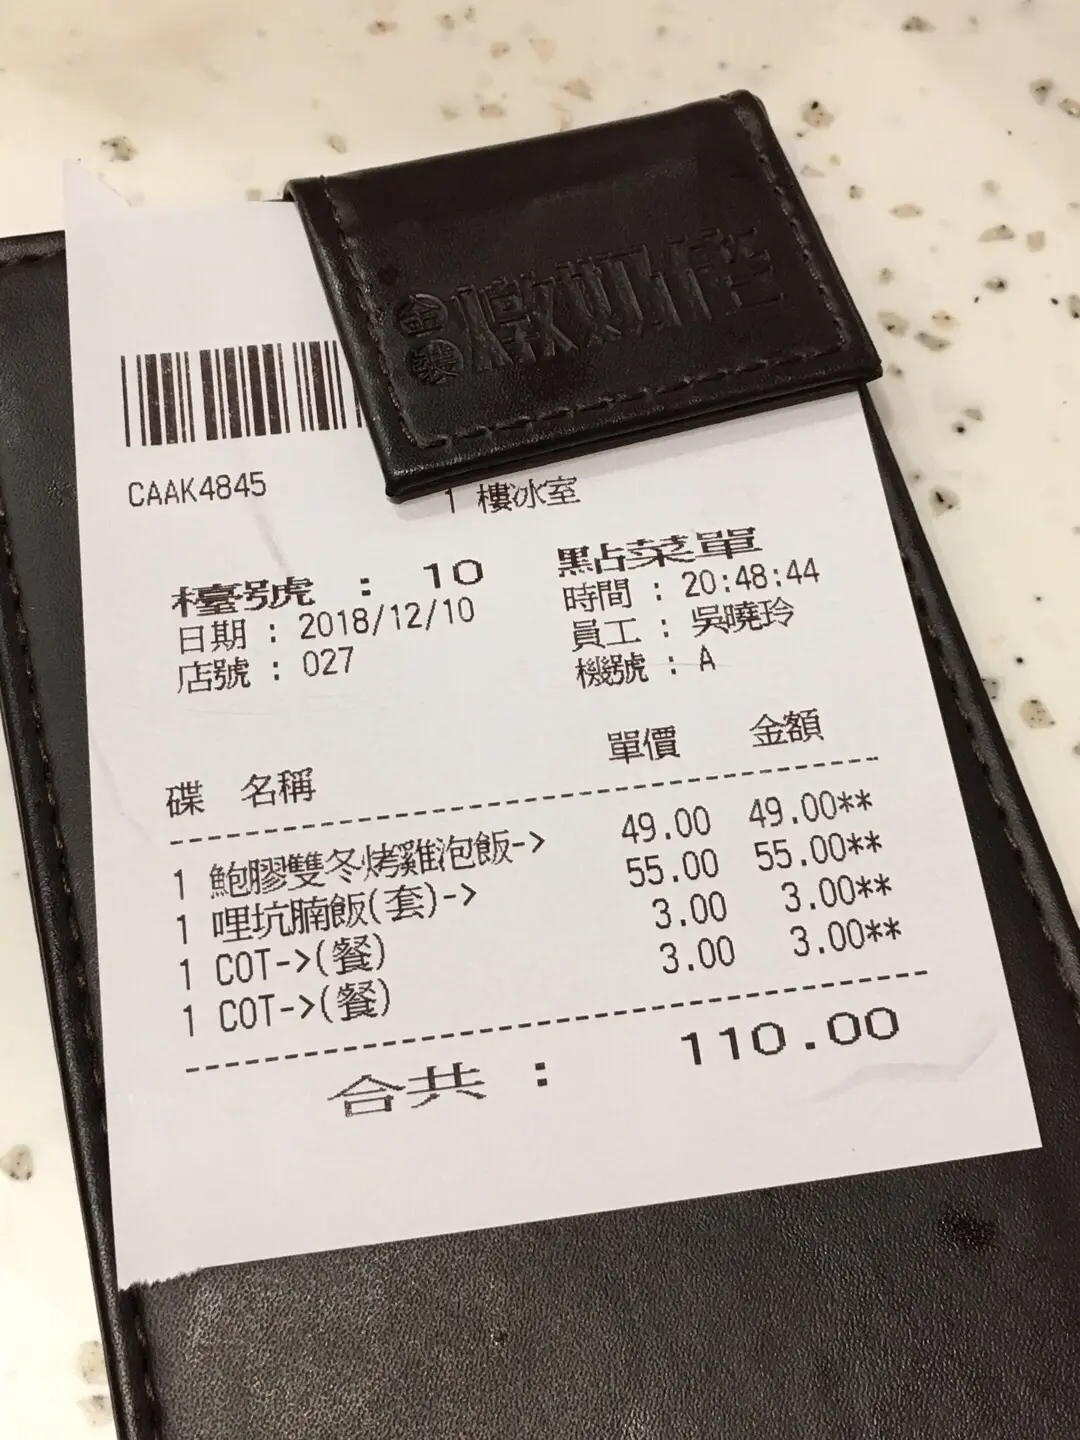 金裝燉奶佬
CAAK4845
1 樓冰室
檯號 : 10 點菜單
日期 : 2018/12/10 時間 : 20:48:44
店號 : 027 員工 : 吳曉玲
機號 : A
碟 名稱 單價 金額
1 鮑膠雙冬烤雞泡飯-> 49.00 49.00**
1 哩坑腩飯(套)-> 55.00 55.00**
1 COT->(餐) 3.00 3.00**
1 COT->(餐) 3.00 3.00**
合共 : 110.00